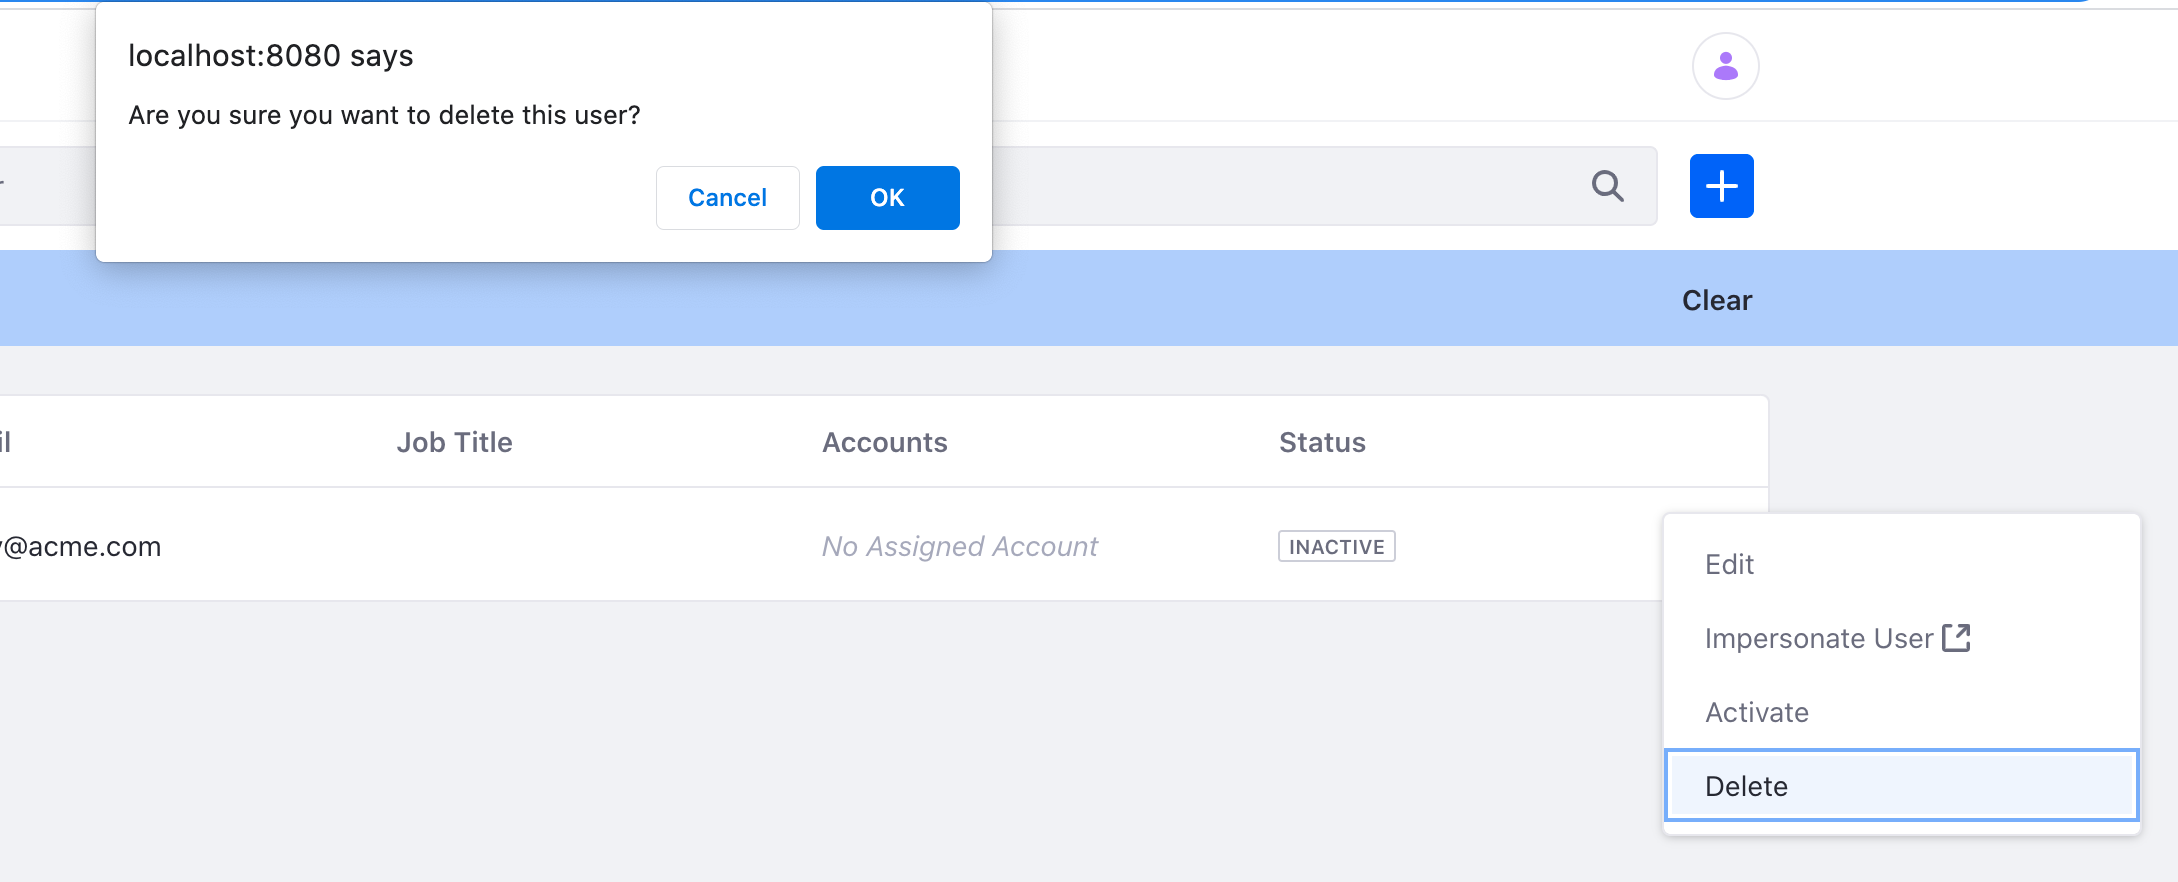 localhost:8080 says
Are you sure you want to delete this user?
Cancel OK
Clear
Job Title Accounts Status
@acme.com No Assigned Account INACTIVE
Edit
Impersonate User
Activate
Delete